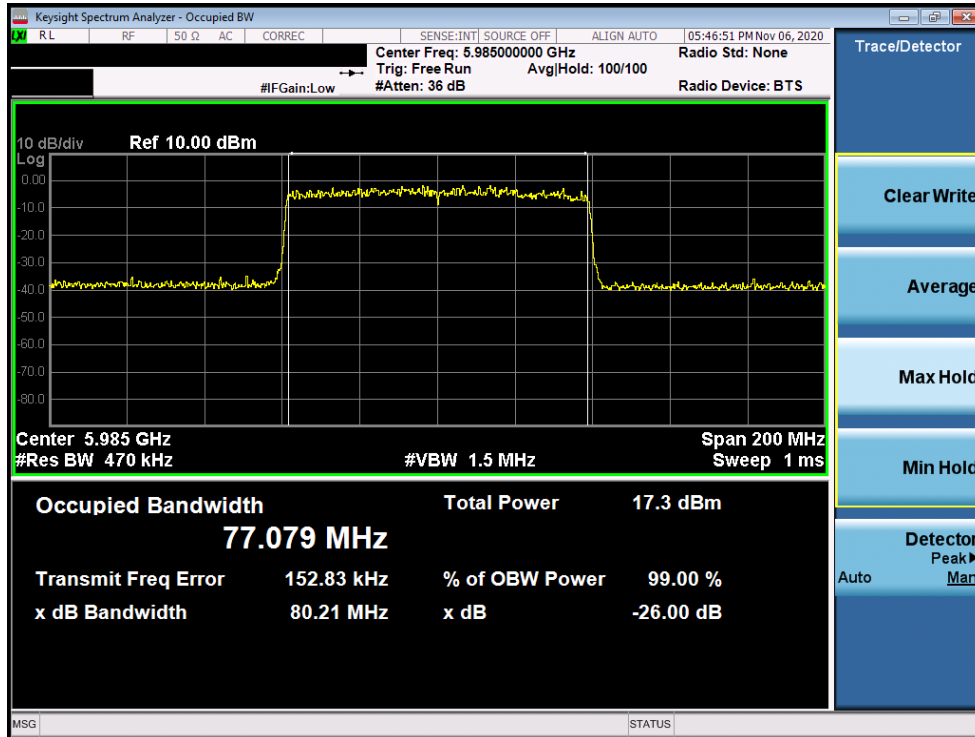 Keysight Spectrum Analyzer - Occupied BW
LXI RL RF 50 Ω AC CORREC SENSE:INT SOURCE OFF ALIGN AUTO 05:46:51 PM Nov 06, 2020
Center Freq: 5.985000000 GHz Radio Std: None
Trig: Free Run Avg|Hold: 100/100
#IFGain:Low #Atten: 36 dB Radio Device: BTS
10 dB/div Ref 10.00 dBm
Log
0.00
-10.0
-20.0
-30.0
-40.0
-50.0
-60.0
-70.0
-80.0
Center 5.985 GHz Span 200 MHz
#Res BW 470 kHz #VBW 1.5 MHz Sweep 1 ms
Occupied Bandwidth Total Power 17.3 dBm
77.079 MHz
Transmit Freq Error 152.83 kHz % of OBW Power 99.00 %
x dB Bandwidth 80.21 MHz x dB -26.00 dB
MSG STATUS
Trace/Detector
Clear Write
Average
Max Hold
Min Hold
Detector
Peak▶
Auto Man